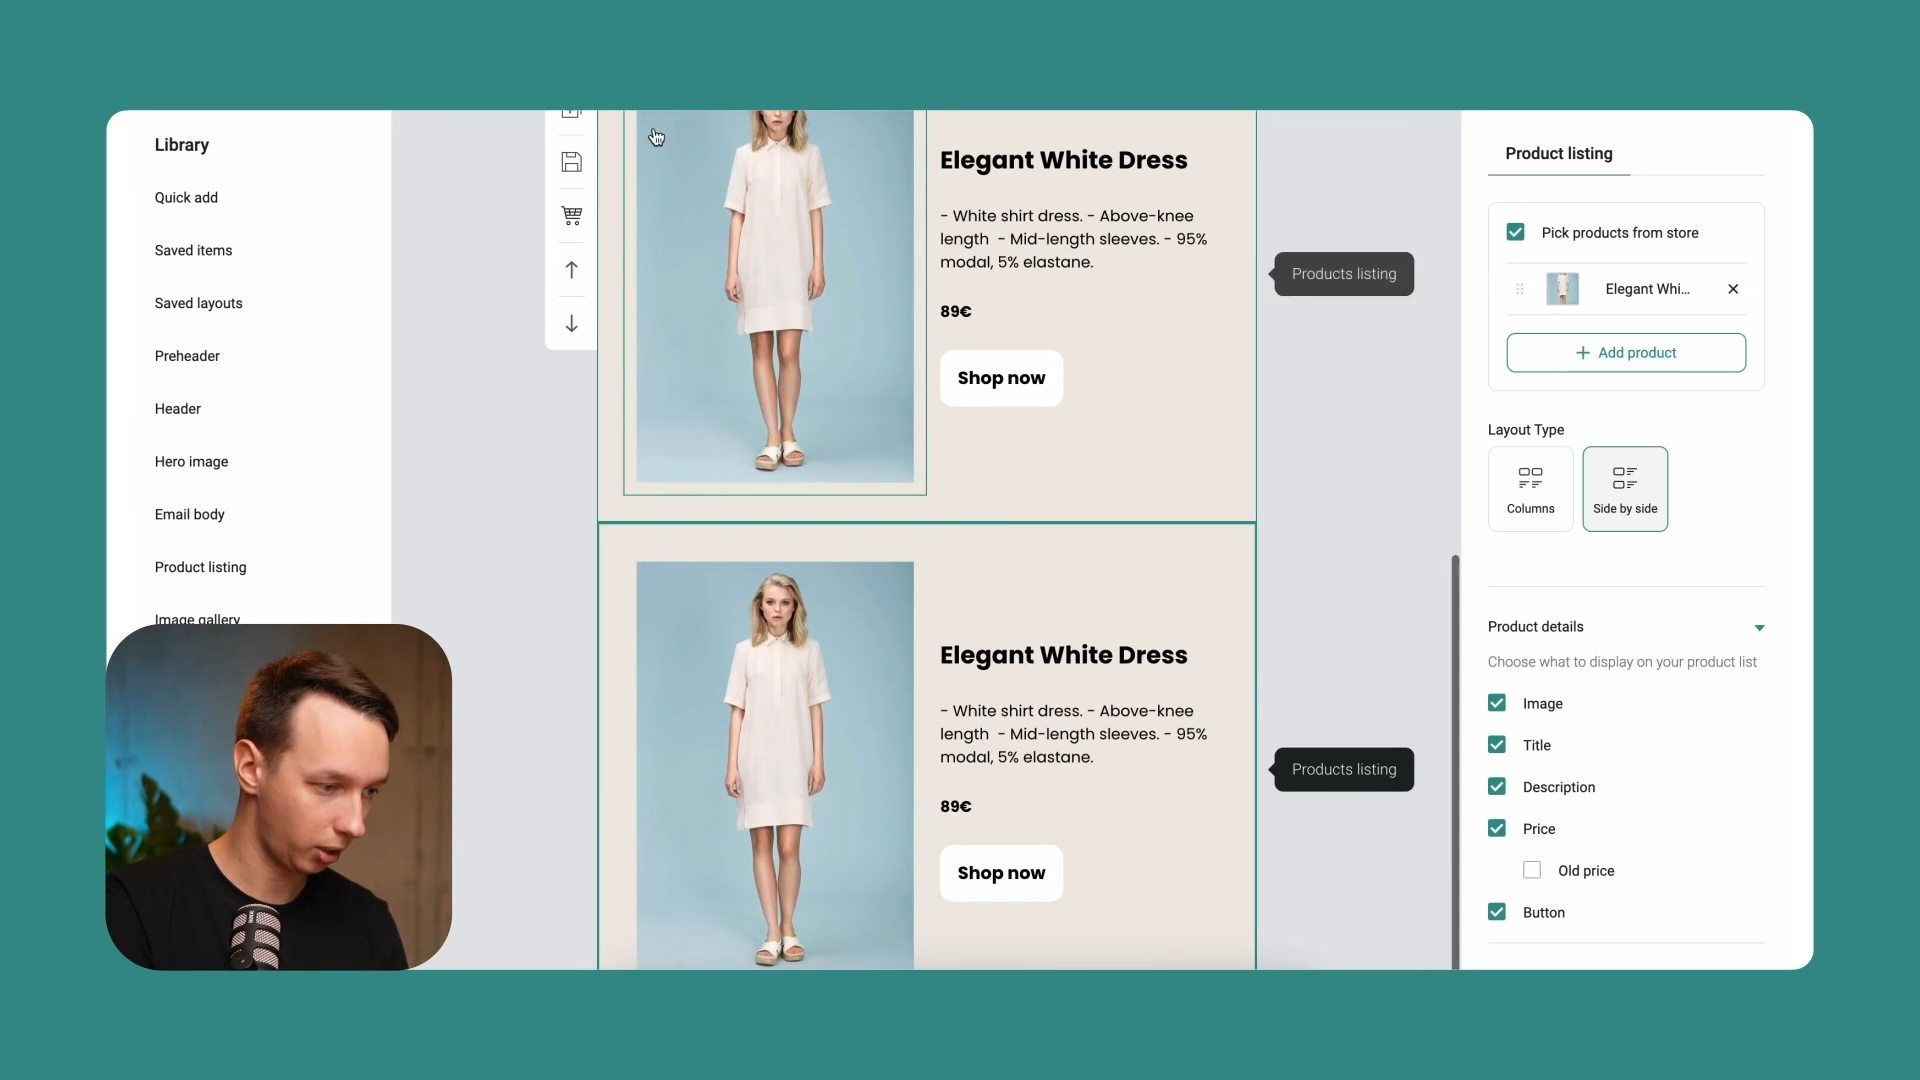 Library
Quick add
Saved items
Saved layouts
Preheader
Header
Hero image
Email body
Product listing
Image gallery
Elegant White Dress
- White shirt dress. - Above-knee
length - Mid-length sleeves. - 95%
modal, 5% elastane.
89€
Shop now
Products listing
Elegant White Dress
- White shirt dress. - Above-knee
length - Mid-length sleeves. - 95%
modal, 5% elastane.
89€
Shop now
Products listing
Product listing
Pick products from store
Elegant Whi...
+ Add product
Layout Type
Columns
Side by side
Product details
Choose what to display on your product list
Image
Title
Description
Price
Old price
Button